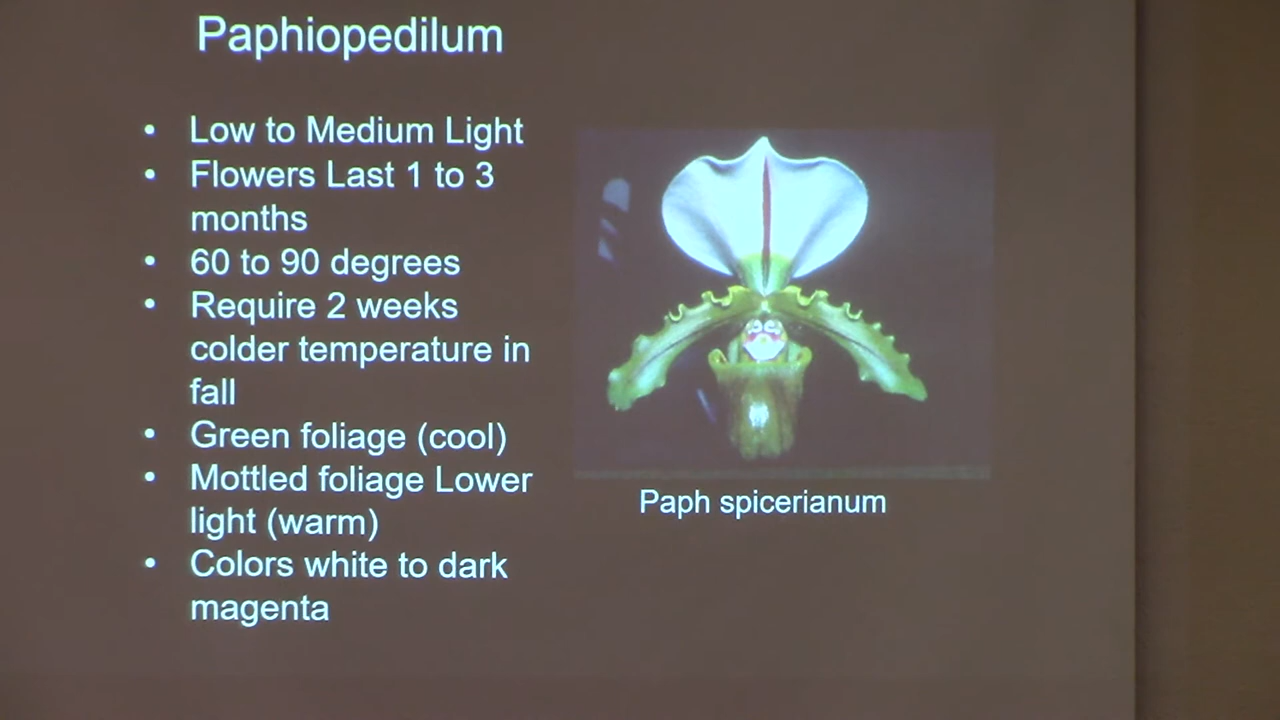 Paphiopedilum
• Low to Medium Light
• Flowers Last 1 to 3
months
• 60 to 90 degrees
• Require 2 weeks
colder temperature in
fall
• Green foliage (cool)
• Mottled foliage Lower
light (warm)
• Colors white to dark
magenta
Paph spicerianum